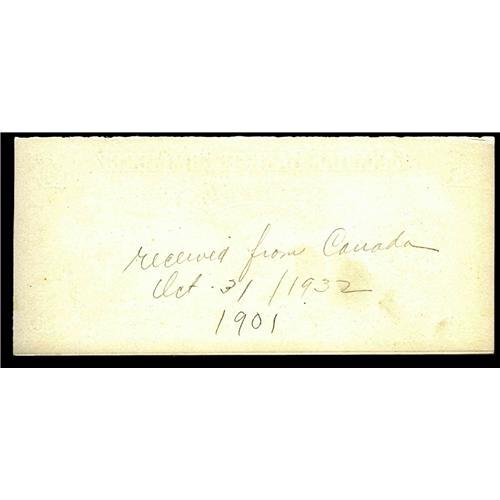 received from Canada
Oct. 31 / 1932
1901